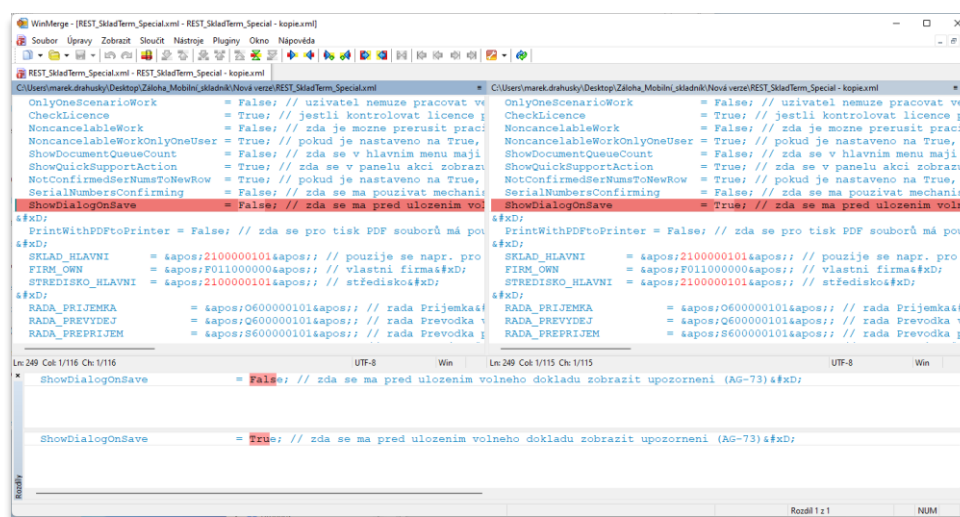 WinMerge - [REST_SkladTerm_Special.xml - REST_SkladTerm_Special - kopie.xml]
Soubor Úpravy Zobrazit Sloučit Nástroje Pluginy Okno Nápověda
REST_SkladTerm_Special.xml - REST_SkladTerm_Special - kopie.xml
C:\Users\marek.drahusky\Desktop\Záloha_Mobilní_skladník\Nová verze\REST_SkladTerm_Special.xml
OnlyOneScenarioWork = False; // uzivatel nemuze pracovat ve
CheckLicence = True; // jestli kontrolovat licence p
NoncancelableWork = False; // zda je mozne prerusit praci
NoncancelableWorkOnlyOneUser = True; // pokud je nastaveno na True,
ShowDocumentQueueCount = False; // zda se v hlavnim menu maji
ShowQuickSupportAction = True; // zda se v panelu akci zobrazu
NotConfirmedSerNumsToNewRow = True; // pokud je nastaveno na True,
SerialNumbersConfirming = False; // zda se ma pouzivat mechanis
ShowDialogOnSave = False; // zda se ma pred ulozenim vol
&#xD;
PrintWithPDFtoPrinter = False; // zda se pro tisk PDF souborů má pou
&#xD;
SKLAD_HLAVNI = &apos;2100000101&apos;; // pouzije se napr. pro
FIRM_OWN = &apos;F011000000&apos;; // vlastni firma&#xD;
STREDISKO_HLAVNI = &apos;2100000101&apos;; // středisko&#xD;
&#xD;
RADA_PRIJEMKA = &apos;O600000101&apos;; // rada Prijemka&#
RADA_PREVYDEJ = &apos;Q600000101&apos;; // rada Prevodka v
RADA_PREPRIJEM = &apos;S600000101&apos;; // rada Prevodka p
Ln: 249 Col: 1/116 Ch: 1/116 UTF-8 Win
C:\Users\marek.drahusky\Desktop\Záloha_Mobilní_skladník\Nová verze\REST_SkladTerm_Special - kopie.xml
OnlyOneScenarioWork = False; // uzivatel nemuze pracovat ve
CheckLicence = True; // jestli kontrolovat licence p
NoncancelableWork = False; // zda je mozne prerusit praci
NoncancelableWorkOnlyOneUser = True; // pokud je nastaveno na True,
ShowDocumentQueueCount = False; // zda se v hlavnim menu maji
ShowQuickSupportAction = True; // zda se v panelu akci zobrazu
NotConfirmedSerNumsToNewRow = True; // pokud je nastaveno na True,
SerialNumbersConfirming = False; // zda se ma pouzivat mechanis
ShowDialogOnSave = True; // zda se ma pred ulozenim voln
&#xD;
PrintWithPDFtoPrinter = False; // zda se pro tisk PDF souborů má pou
&#xD;
SKLAD_HLAVNI = &apos;2100000101&apos;; // pouzije se napr. pro
FIRM_OWN = &apos;F011000000&apos;; // vlastni firma&#xD;
STREDISKO_HLAVNI = &apos;2100000101&apos;; // středisko&#xD;
&#xD;
RADA_PRIJEMKA = &apos;O600000101&apos;; // rada Prijemka&#
RADA_PREVYDEJ = &apos;Q600000101&apos;; // rada Prevodka v
RADA_PREPRIJEM = &apos;S600000101&apos;; // rada Prevodka p
Ln: 249 Col: 1/115 Ch: 1/115 UTF-8 Win
ShowDialogOnSave = False; // zda se ma pred ulozenim volneho dokladu zobrazit upozorneni (AG-73)&#xD;
ShowDialogOnSave = True; // zda se ma pred ulozenim volneho dokladu zobrazit upozorneni (AG-73)&#xD;
Rozdíly
Rozdíl 1 z 1 NUM